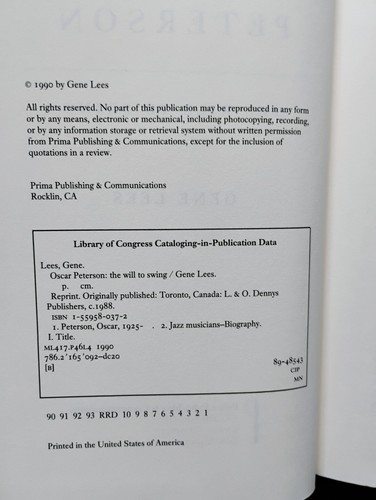 PETERSON
© 1990 by Gene Lees
All rights reserved. No part of this publication may be reproduced in any form
or by any means, electronic or mechanical, including photocopying, recording,
or by any information storage or retrieval system without written permission
from Prima Publishing & Communications, except for the inclusion of
quotations in a review.
Prima Publishing & Communications
Rocklin, CA
GENE LEES
Library of Congress Cataloging-in-Publication Data
Lees, Gene.
Oscar Peterson: the will to swing / Gene Lees.
p. cm.
Reprint. Originally published: Toronto, Canada: L. & O. Dennys
Publishers, c.1988.
ISBN 1-55958-037-2
1. Peterson, Oscar, 1925- . 2. Jazz musicians–Biography.
I. Title.
ML417.P46L4 1990
786.2'165'092–dc20
[B]
89-48543
CIP
MN
90 91 92 93 RRD 10 9 8 7 6 5 4 3 2 1
Printed in the United States of America